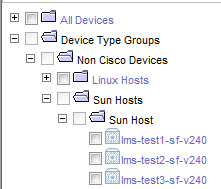 All Devices
Device Type Groups
Non Cisco Devices
Linux Hosts
Sun Hosts
Sun Host
lms-test1-sf-v240
lms-test2-sf-v240
lms-test3-sf-v240